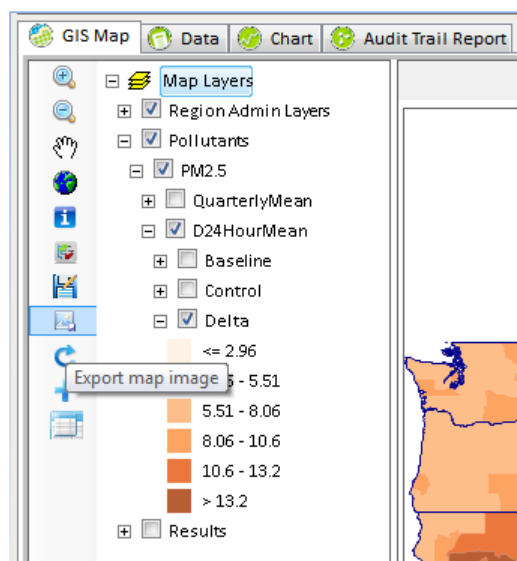 GIS Map Data Chart Audit Trail Report
Map Layers
Region Admin Layers
Pollutants
PM2.5
QuarterlyMean
D24HourMean
Baseline
Control
Delta
<= 2.96
Export map image - 5.51
5.51 - 8.06
8.06 - 10.6
10.6 - 13.2
> 13.2
Results